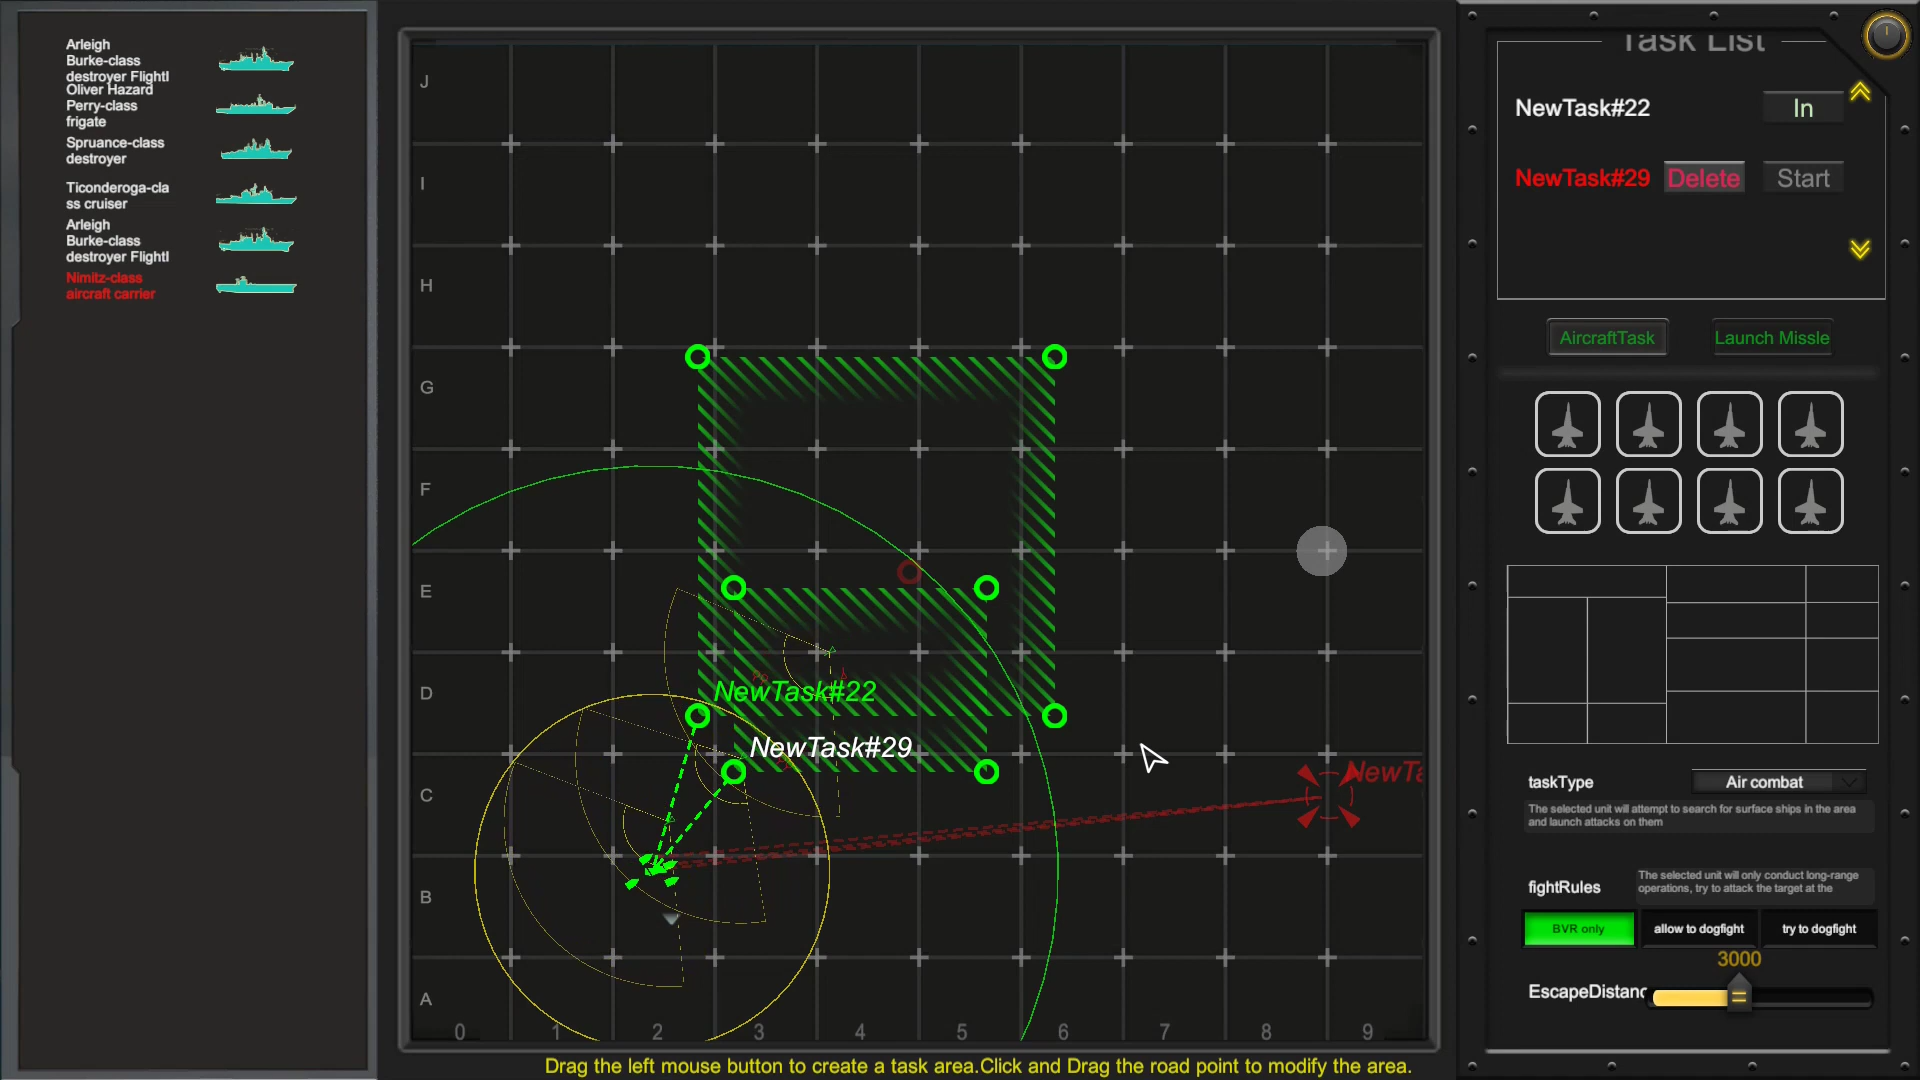 Arleigh
Burke-class
destroyer FlightI
Oliver Hazard
Perry-class
frigate
Spruance-class
destroyer
Ticonderoga-cla
ss cruiser
Arleigh
Burke-class
destroyer FlightI
Nimitz-class
aircraft carrier
J
I
H
G
F
E
D
C
B
A
0 1 2 3 4 5 6 7 8 9
NewTask#22
NewTask#29
NewTa
Drag the left mouse button to create a task area.Click and Drag the road point to modify the area.
Task List
NewTask#22 In
NewTask#29 Delete Start
AircraftTask Launch Missle
taskType Air combat
The selected unit will attempt to search for surface ships in the area
and launch attacks on them
fightRules
The selected unit will only conduct long-range
operations, try to attack the target at the
BVR only allow to dogfight try to dogfight
3000
EscapeDistanc